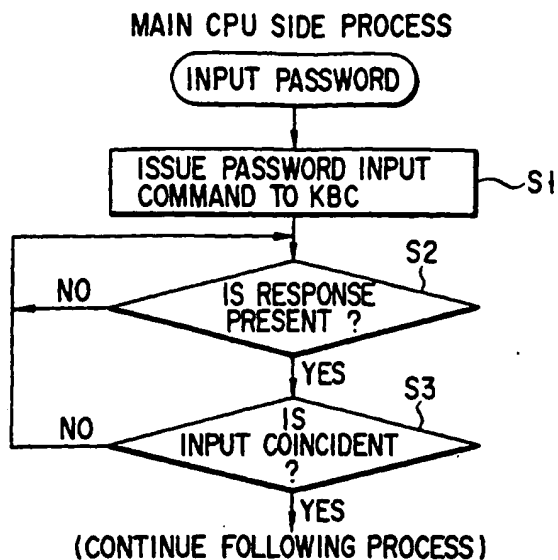 MAIN CPU SIDE PROCESS
INPUT PASSWORD
ISSUE PASSWORD INPUT
COMMAND TO KBC
S1
S2
IS RESPONSE
PRESENT ?
NO
YES
S3
IS
INPUT COINCIDENT
?
NO
YES
(CONTINUE FOLLOWING PROCESS)